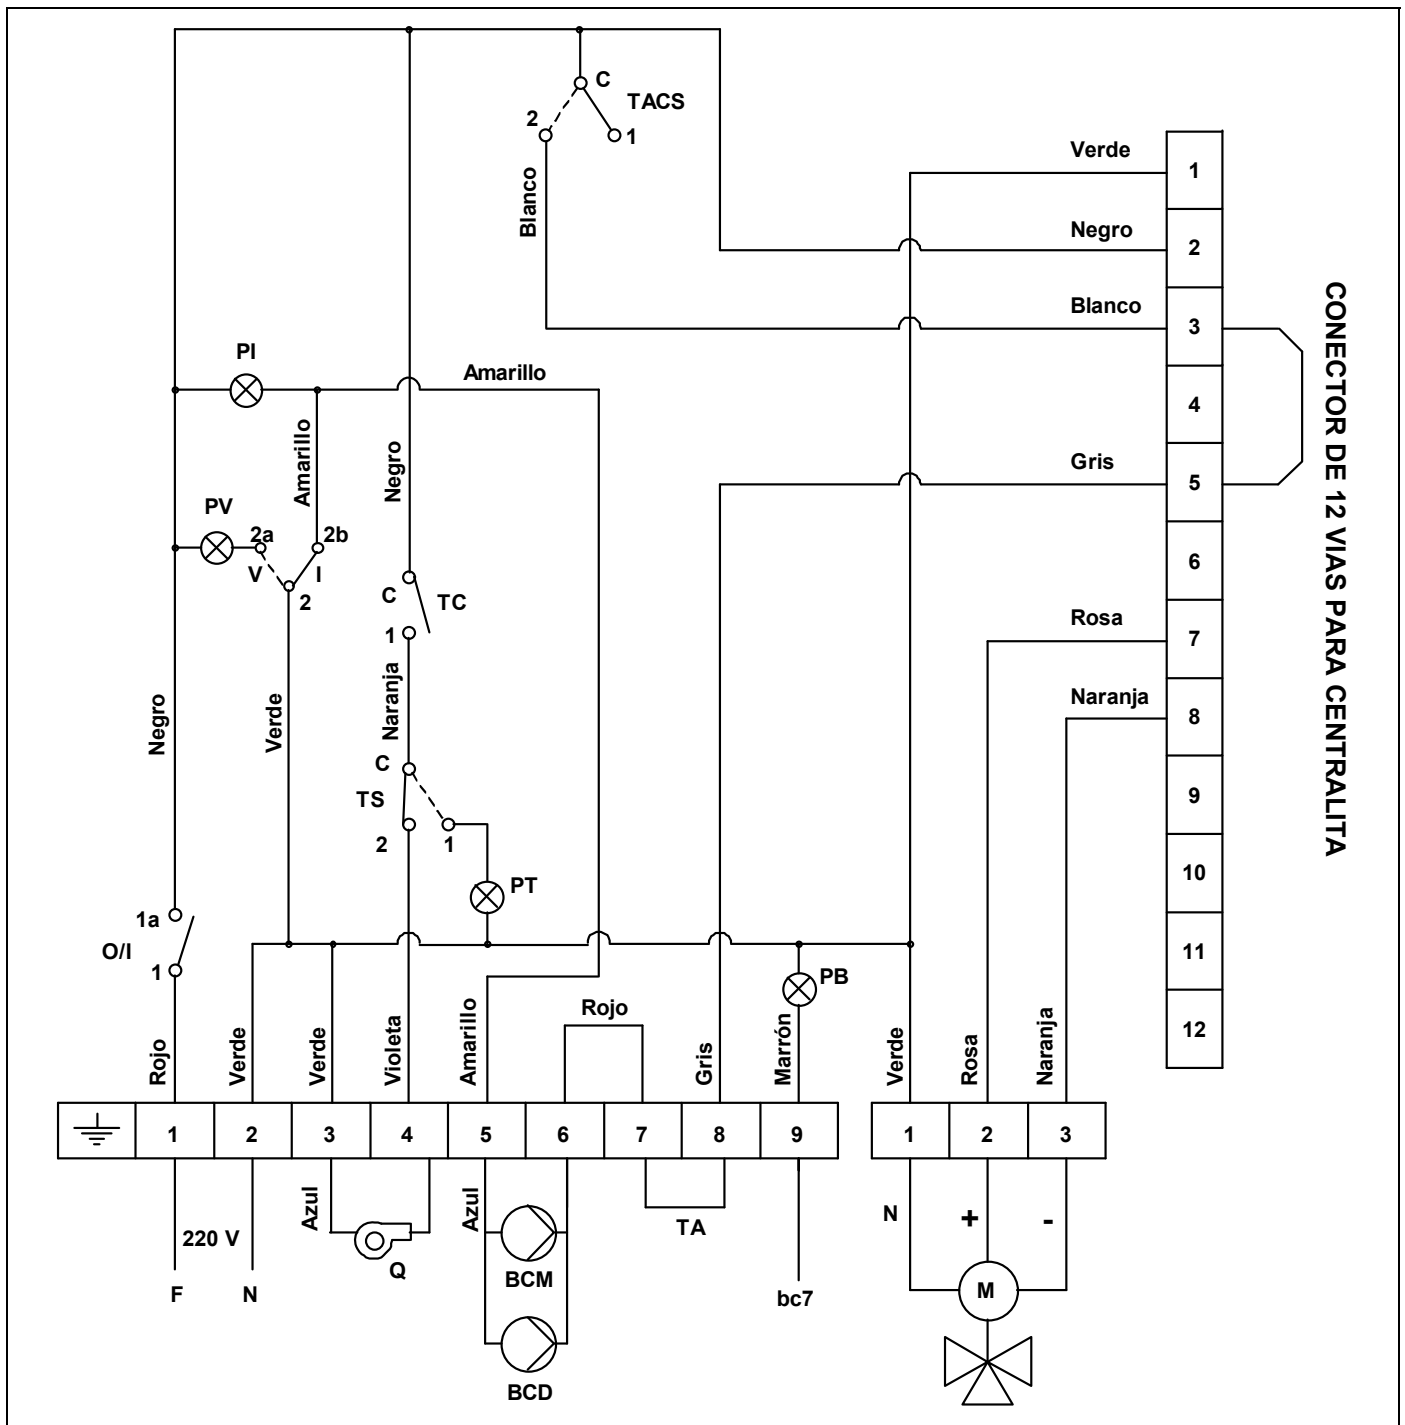 C
TACS
2
1
Blanco
Verde
1
Negro
2
Blanco
3
PI
Amarillo
4
Amarillo
Negro
Gris
5
PV
2a
2b
V
I
2
6
C
TC
1
Rosa
7
Naranja
Naranja
8
Negro
Verde
C
TS
2
1
9
PT
10
1a
O/I
1
11
PB
Rojo
12
Rojo
Verde
Verde
Violeta
Amarillo
Gris
Marrón
Verde
Rosa
Naranja
CONECTOR DE 12 VIAS PARA CENTRALITA
1 2 3 4 5 6 7 8 9
1 2 3
220 V
F
N
Azul
Q
Azul
BCM
BCD
TA
bc7
N
+
-
M